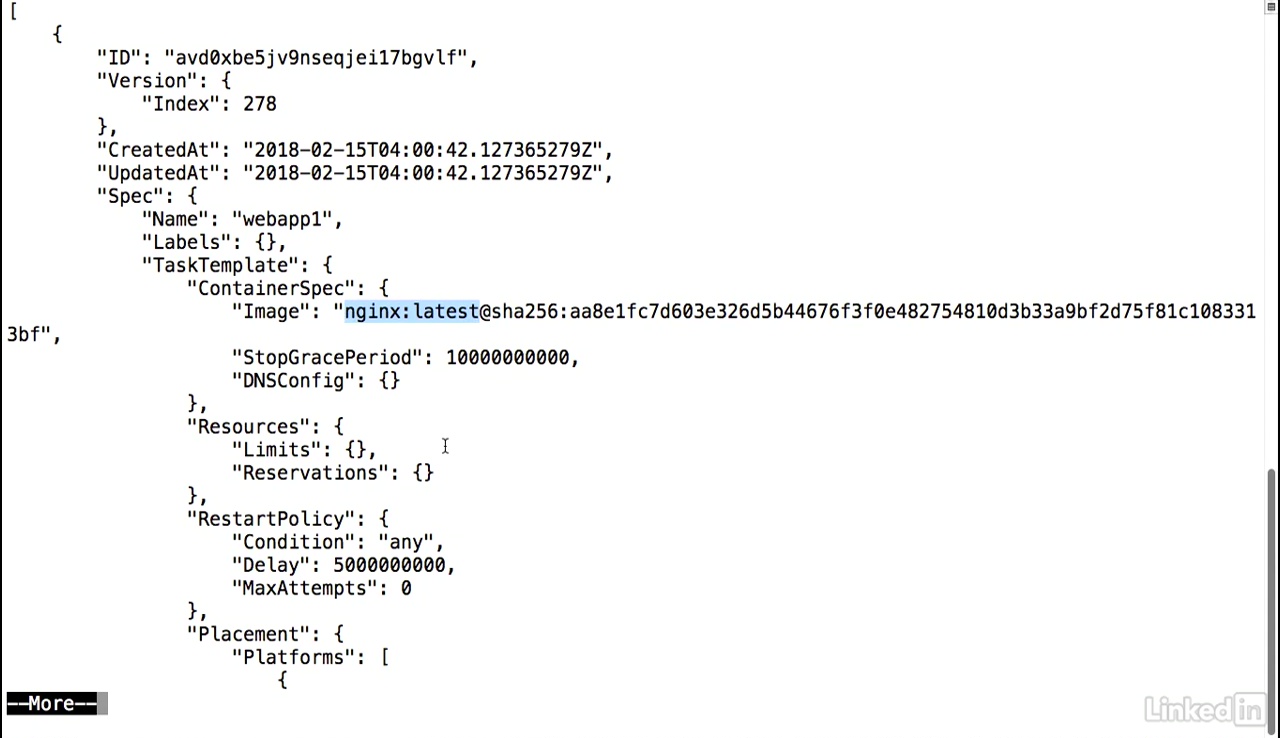 [
    {
        "ID": "avd0xbe5jv9nseqjei17bgvlf",
        "Version": {
            "Index": 278
        },
        "CreatedAt": "2018-02-15T04:00:42.127365279Z",
        "UpdatedAt": "2018-02-15T04:00:42.127365279Z",
        "Spec": {
            "Name": "webapp1",
            "Labels": {},
            "TaskTemplate": {
                "ContainerSpec": {
                    "Image": "nginx:latest@sha256:aa8e1fc7d603e326d5b44676f3f0e482754810d3b33a9bf2d75f81c108331
3bf",
                    "StopGracePeriod": 10000000000,
                    "DNSConfig": {}
                },
                "Resources": {
                    "Limits": {},
                    "Reservations": {}
                },
                "RestartPolicy": {
                    "Condition": "any",
                    "Delay": 5000000000,
                    "MaxAttempts": 0
                },
                "Placement": {
                    "Platforms": [
                        {
--More--
Linked in